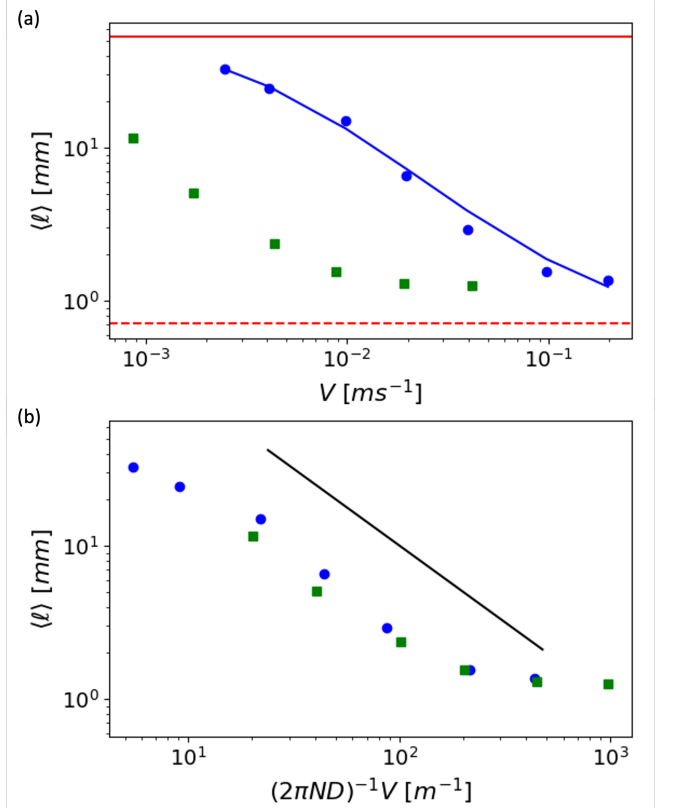 (a)
⟨ℓ⟩ [mm]
10¹
10⁰
10⁻³ 10⁻² 10⁻¹
V [ms⁻¹]
(b)
⟨ℓ⟩ [mm]
10¹
10⁰
10¹ 10² 10³
(2πND)⁻¹V [m⁻¹]